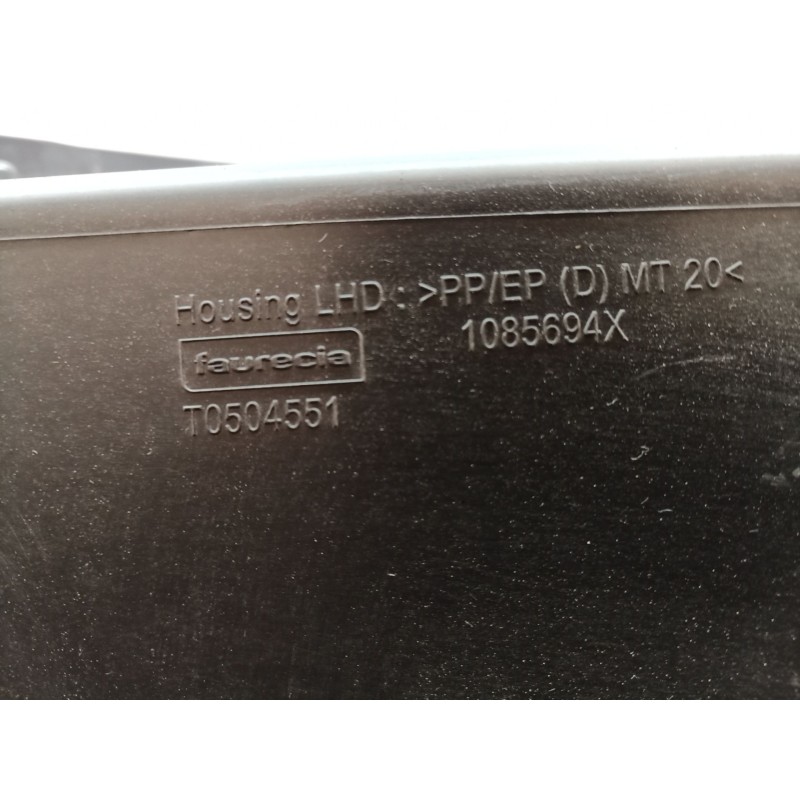 Housing LHD : >PP/EP (D) MT 20<
1085694X
faurecia
T0504551